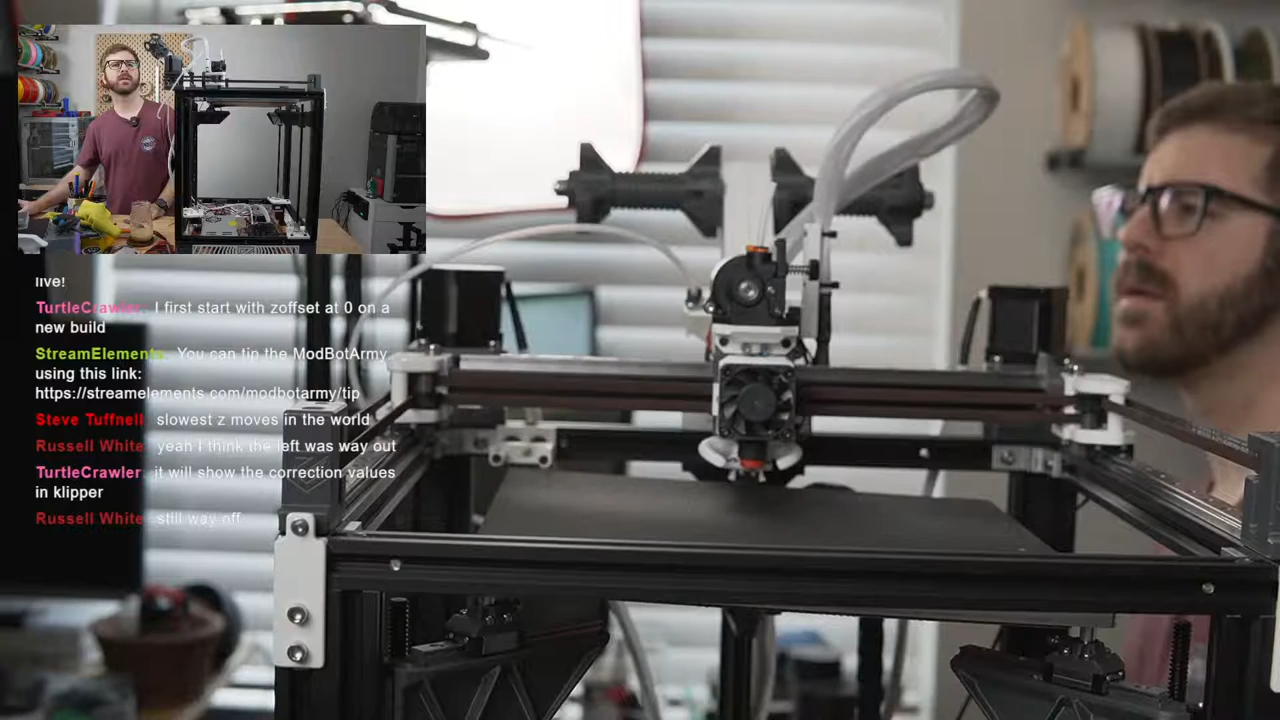 live!
TurtleCrawler: I first start with zoffset at 0 on a
new build
StreamElements: You can tip the ModBotArmy
using this link:
https://streamelements.com/modbotarmy/tip
Steve Tuffnell: slowest z moves in the world
Russell White: yeah I think the left was way out
TurtleCrawler: it will show the correction values
in klipper
Russell White: still way off